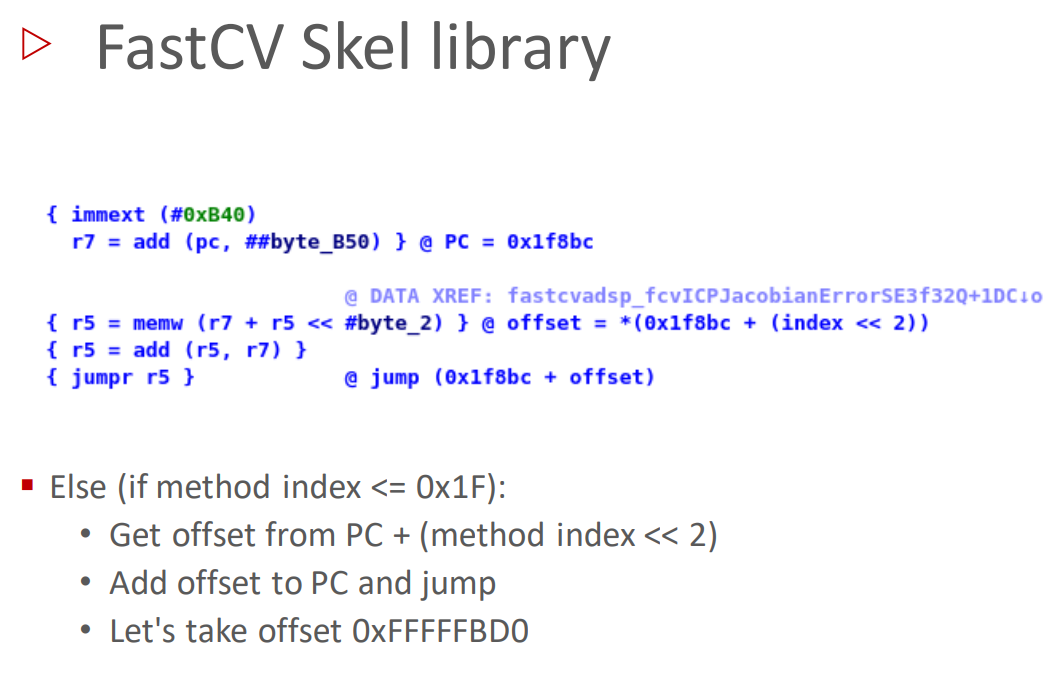 FastCV Skel library
{ immext (#0xB40)
r7 = add (pc, ##byte_B50) } @ PC = 0x1f8bc
@ DATA XREF: fastcvadsp_fcvICPJacobianErrorSE3f32Q+1DC↓o
{ r5 = memw (r7 + r5 << #byte_2) } @ offset = *(0x1f8bc + (index << 2))
{ r5 = add (r5, r7) }
{ jumpr r5 } @ jump (0x1f8bc + offset)
Else (if method index <= 0x1F):
• Get offset from PC + (method index << 2)
• Add offset to PC and jump
• Let's take offset 0xFFFFFBD0